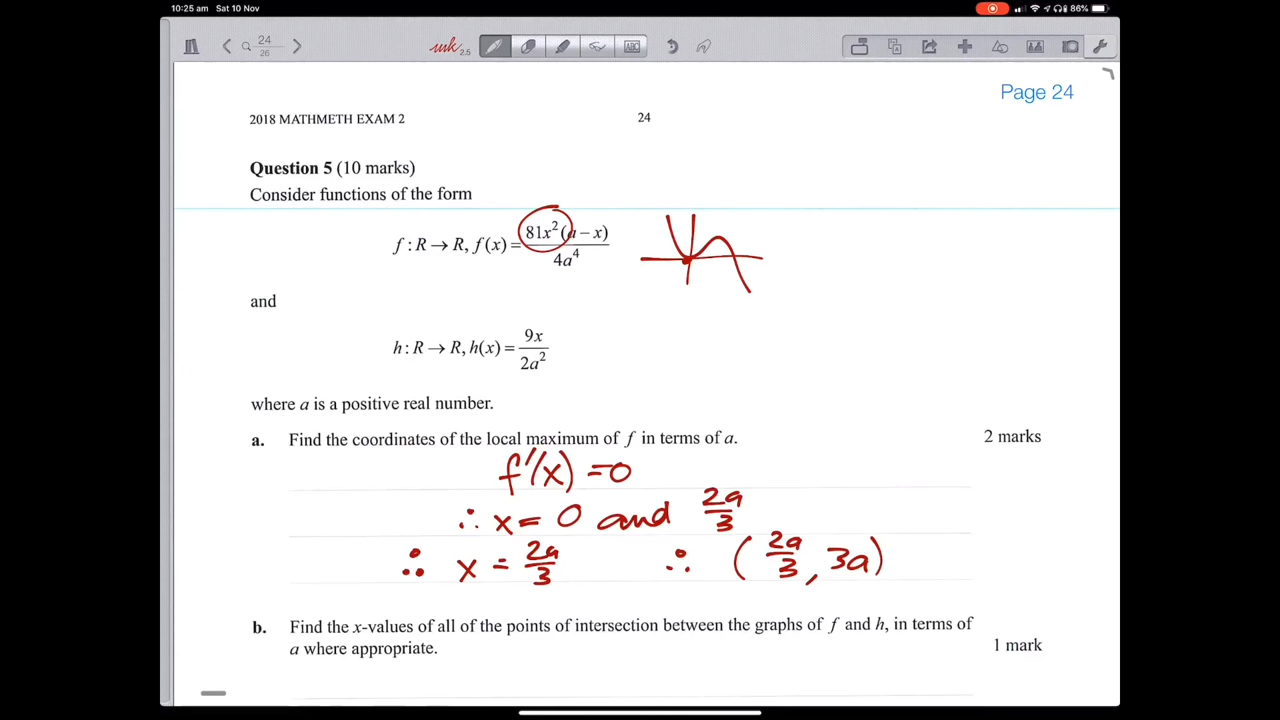 10:25 am Sat 10 Nov 86%
24
26
2.5 ABC
Page 24
2018 MATHMETH EXAM 2 24
Question 5 (10 marks)
Consider functions of the form
f : R → R, f(x) = 81x²(a − x) / 4a⁴
and
h : R → R, h(x) = 9x / 2a²
where a is a positive real number.
a. Find the coordinates of the local maximum of f in terms of a. 2 marks
f′(x) = 0
∴ x = 0 and 2a/3
∴ x = 2a/3 ∴ (2a/3, 3a)
b. Find the x-values of all of the points of intersection between the graphs of f and h, in terms of
a where appropriate. 1 mark